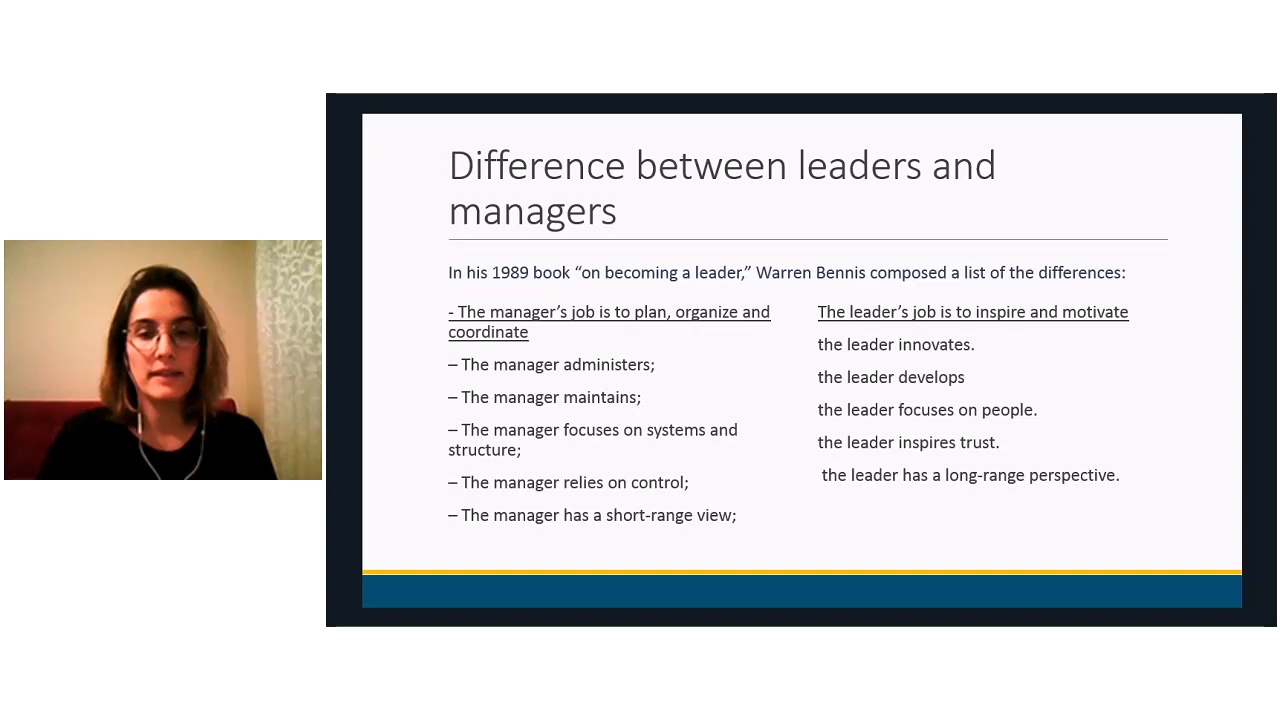 Difference between leaders and
managers
In his 1989 book “on becoming a leader,” Warren Bennis composed a list of the differences:
- The manager’s job is to plan, organize and
coordinate
– The manager administers;
– The manager maintains;
– The manager focuses on systems and
structure;
– The manager relies on control;
– The manager has a short-range view;
The leader’s job is to inspire and motivate
the leader innovates.
the leader develops
the leader focuses on people.
the leader inspires trust.
the leader has a long-range perspective.